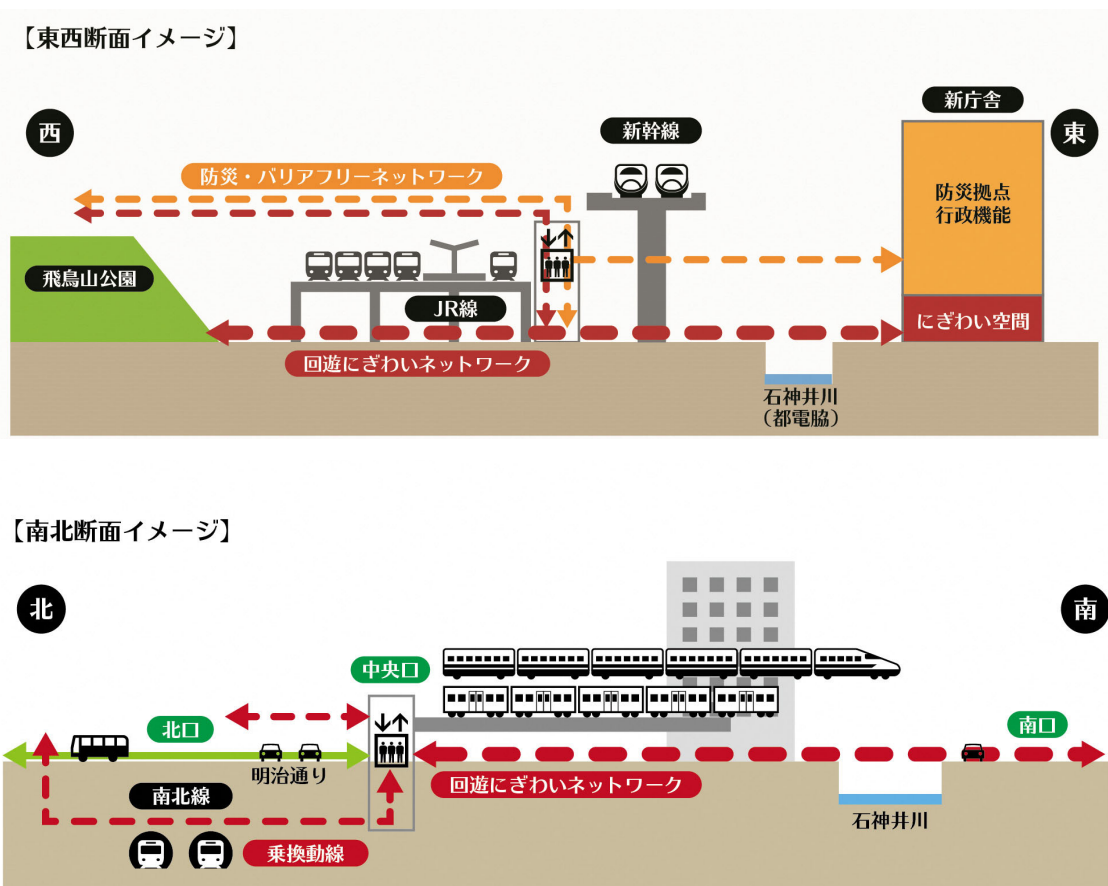 【東西断面イメージ】
西
新幹線
新庁舎
東
防災・バリアフリーネットワーク
防災拠点
行政機能
飛鳥山公園
JR線
にぎわい空間
回遊にぎわいネットワーク
石神井川
（都電脇）
【南北断面イメージ】
北
南
中央口
北口
南口
明治通り
回遊にぎわいネットワーク
南北線
石神井川
乗換動線